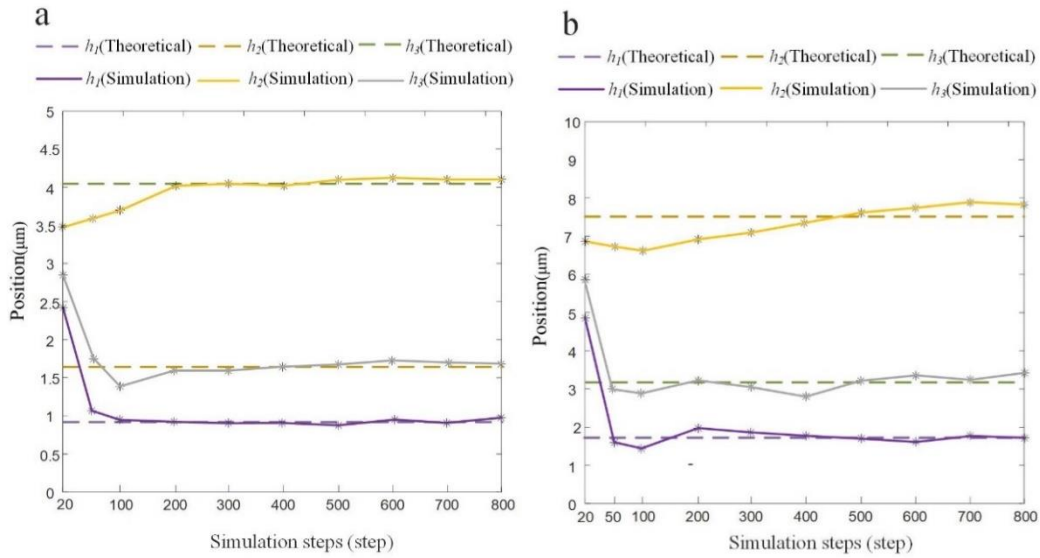 a
h1(Theoretical) h2(Theoretical) h3(Theoretical)
h1(Simulation) h2(Simulation) h3(Simulation)
5
4.5
4
3.5
3
2.5
2
1.5
1
0.5
0
Position(μm)
20 100 200 300 400 500 600 700 800
Simulation steps (step)
b
h1(Theoretical) h2(Theoretical) h3(Theoretical)
h1(Simulation) h2(Simulation) h3(Simulation)
10
9
8
7
6
5
4
3
2
1
0
Position(μm)
20 50 100 200 300 400 500 600 700 800
Simulation steps (step)